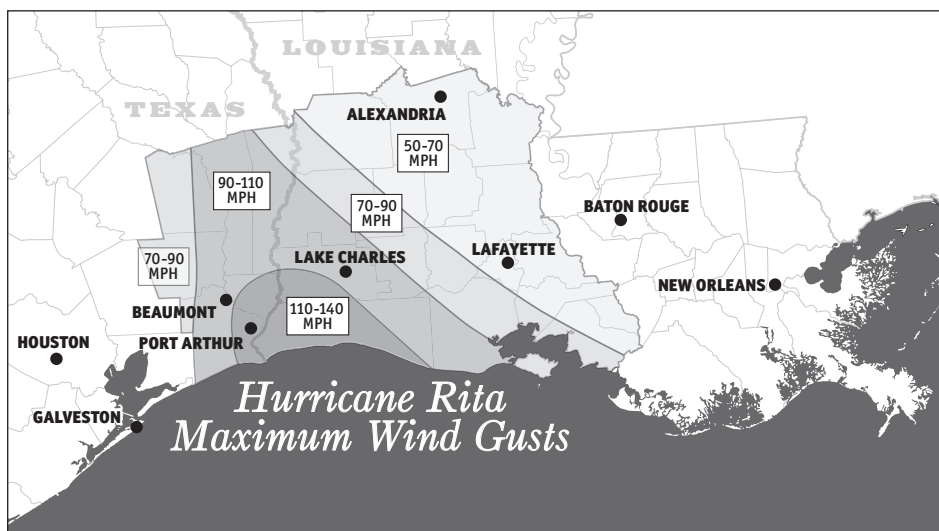 LOUISIANA
TEXAS
ALEXANDRIA
50-70
MPH
90-110
MPH
70-90
MPH
BATON ROUGE
LAFAYETTE
LAKE CHARLES
70-90
MPH
NEW ORLEANS
BEAUMONT
110-140
MPH
HOUSTON
PORT ARTHUR
GALVESTON
Hurricane Rita
Maximum Wind Gusts